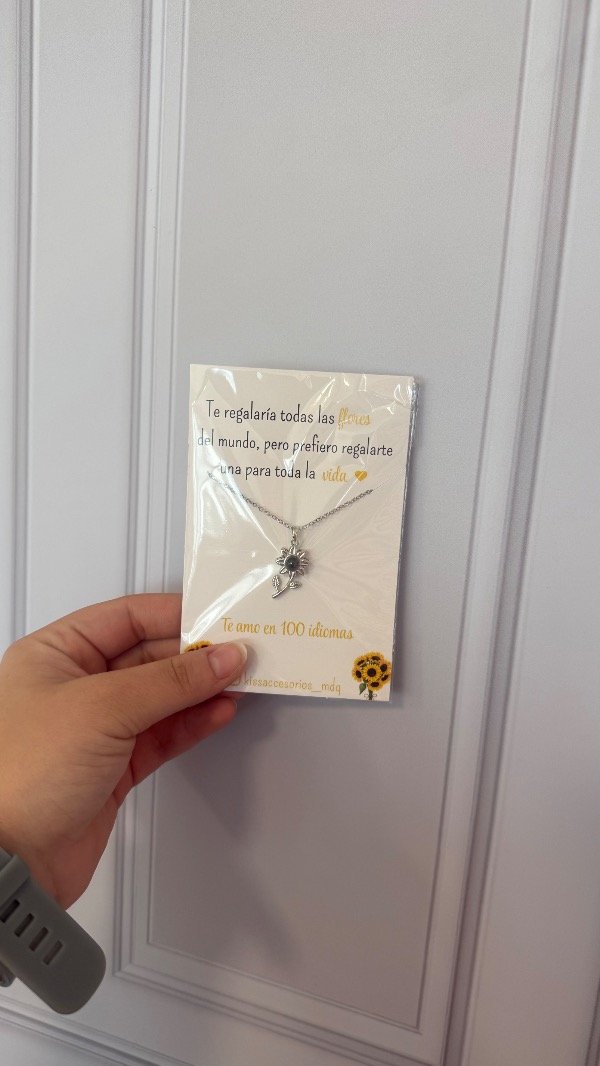 Te regalaría todas las flores
del mundo, pero prefiero regalarte
una para toda la vida
Te amo en 100 idiomas